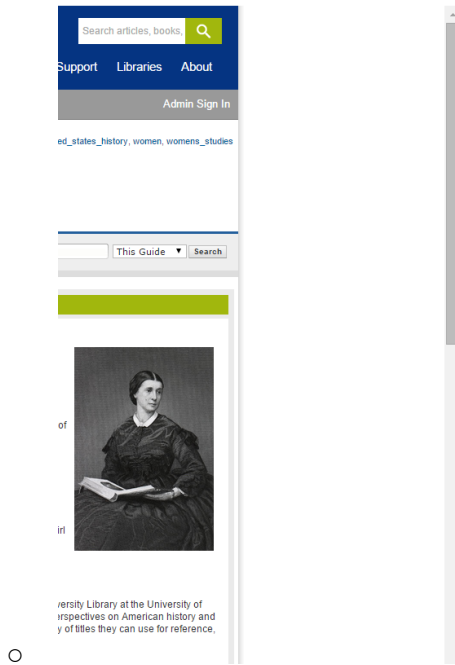 Search articles, books,
Support Libraries About
Admin Sign In
ed_states_history, women, womens_studies
This Guide Search
of
irl
versity Library at the University of
erspectives on American history and
y of titles they can use for reference,